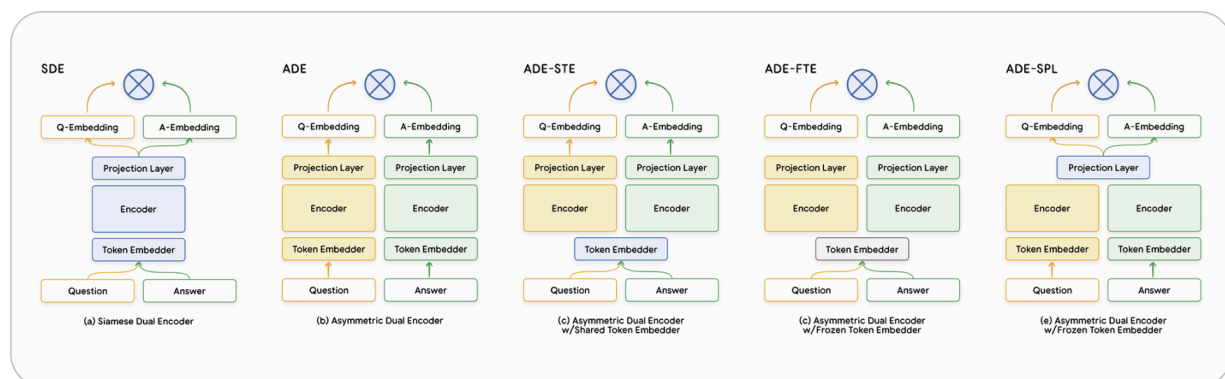 SDE
Q-Embedding
A-Embedding
Projection Layer
Encoder
Token Embedder
Question
Answer
(a) Siamese Dual Encoder
ADE
Q-Embedding
A-Embedding
Projection Layer
Projection Layer
Encoder
Encoder
Token Embedder
Token Embedder
Question
Answer
(b) Asymmetric Dual Encoder
ADE-STE
Q-Embedding
A-Embedding
Projection Layer
Projection Layer
Encoder
Encoder
Token Embedder
Question
Answer
(c) Asymmetric Dual Encoder
w/Shared Token Embedder
ADE-FTE
Q-Embedding
A-Embedding
Projection Layer
Projection Layer
Encoder
Encoder
Token Embedder
Question
Answer
(c) Asymmetric Dual Encoder
w/Frozen Token Embedder
ADE-SPL
Q-Embedding
A-Embedding
Projection Layer
Encoder
Encoder
Token Embedder
Token Embedder
Question
Answer
(e) Asymmetric Dual Encoder
w/Frozen Token Embedder